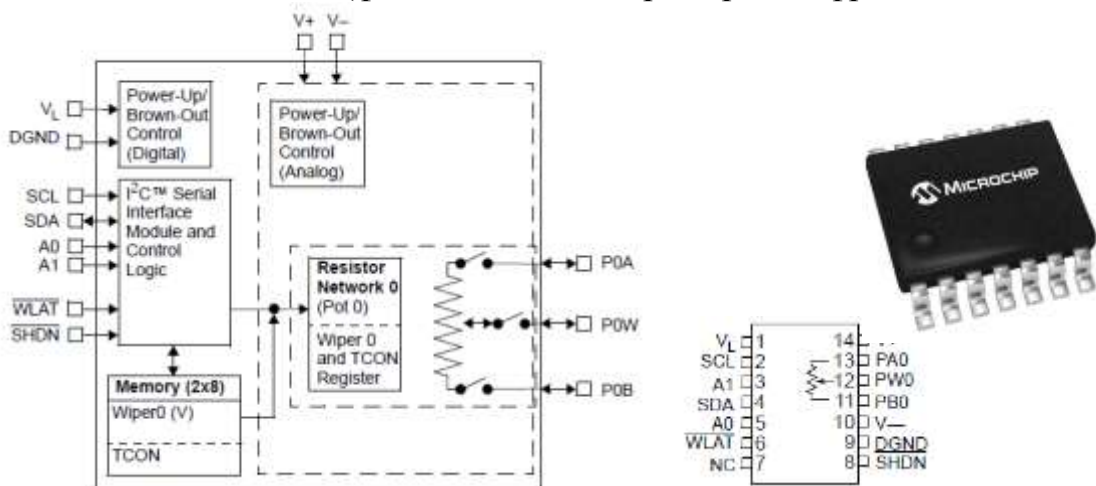 V+ V−
Power-Up/
Brown-Out
Control
(Digital)
Power-Up/
Brown-Out
Control
(Analog)
VL
DGND
SCL
SDA
A0
A1
WLAT
SHDN
I²C™ Serial
Interface
Module and
Control
Logic
Resistor
Network 0
(Pot 0)
Wiper 0
and TCON
Register
Memory (2x8)
Wiper0 (V)
TCON
P0A
P0W
P0B
MICROCHIP
VL 1 14
SCL 2 13 PA0
A1 3 12 PW0
SDA 4 11 PB0
A0 5 10 V−
WLAT 6 9 DGND
NC 7 8 SHDN